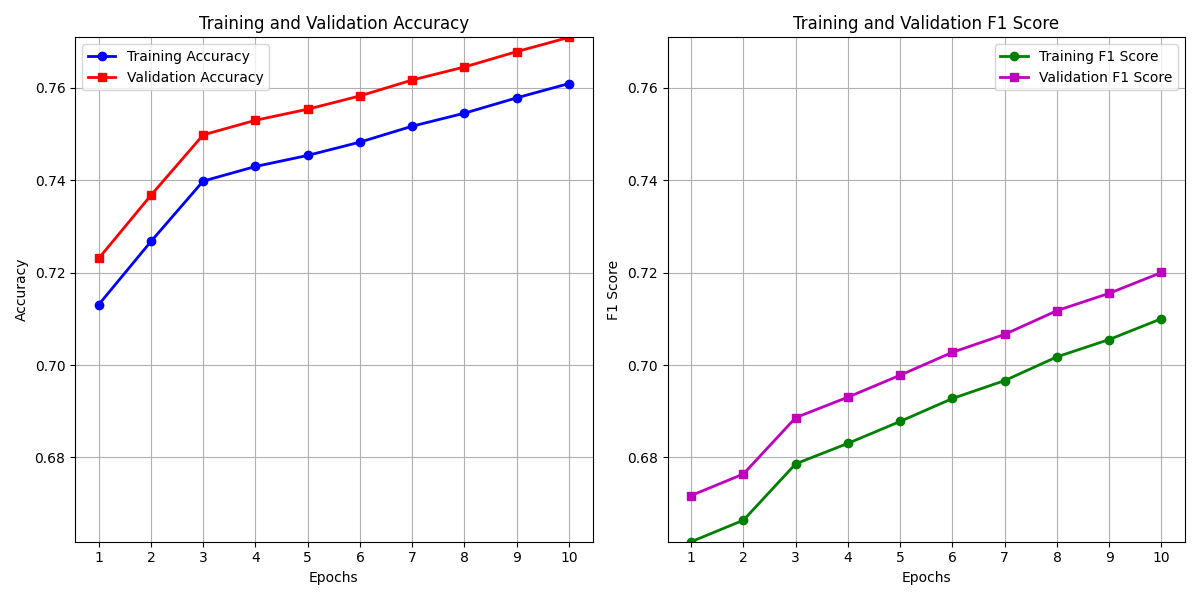 Training and Validation Accuracy
Training Accuracy
Validation Accuracy
0.76
0.74
0.72
0.70
0.68
Accuracy
1 2 3 4 5 6 7 8 9 10
Epochs
Training and Validation F1 Score
Training F1 Score
Validation F1 Score
0.76
0.74
0.72
0.70
0.68
F1 Score
1 2 3 4 5 6 7 8 9 10
Epochs